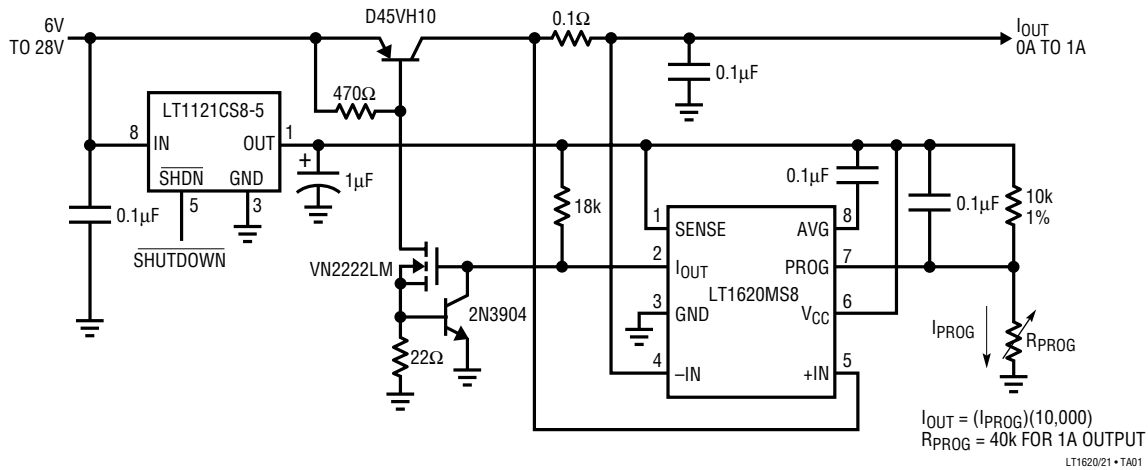 D45VH10
6V
TO 28V
0.1Ω
I_OUT
0A TO 1A
0.1µF
470Ω
LT1121CS8-5
8
IN
OUT
1
SHDN
GND
5
3
0.1µF
SHUTDOWN
+
1µF
18k
0.1µF
0.1µF
10k
1%
1
SENSE
AVG
8
VN2222LM
2
I_OUT
PROG
7
LT1620MS8
3
GND
V_CC
6
2N3904
22Ω
4
–IN
+IN
5
I_PROG
R_PROG
I_OUT = (I_PROG)(10,000)
R_PROG = 40k FOR 1A OUTPUT
LT1620/21 • TA01